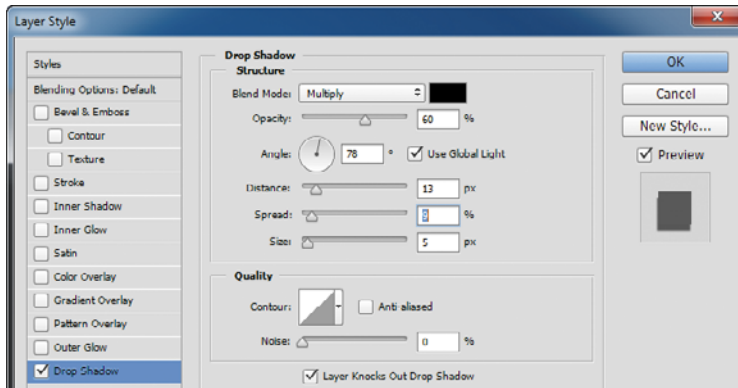 Layer Style
Styles
Blending Options: Default
Bevel & Emboss
Contour
Texture
Stroke
Inner Shadow
Inner Glow
Satin
Color Overlay
Gradient Overlay
Pattern Overlay
Outer Glow
Drop Shadow
Drop Shadow
Structure
Blend Mode: Multiply
Opacity: 60 %
Angle: 78 ° Use Global Light
Distance: 13 px
Spread: 9 %
Size: 5 px
Quality
Contour: Anti aliased
Noise: 0 %
Layer Knocks Out Drop Shadow
OK
Cancel
New Style...
Preview